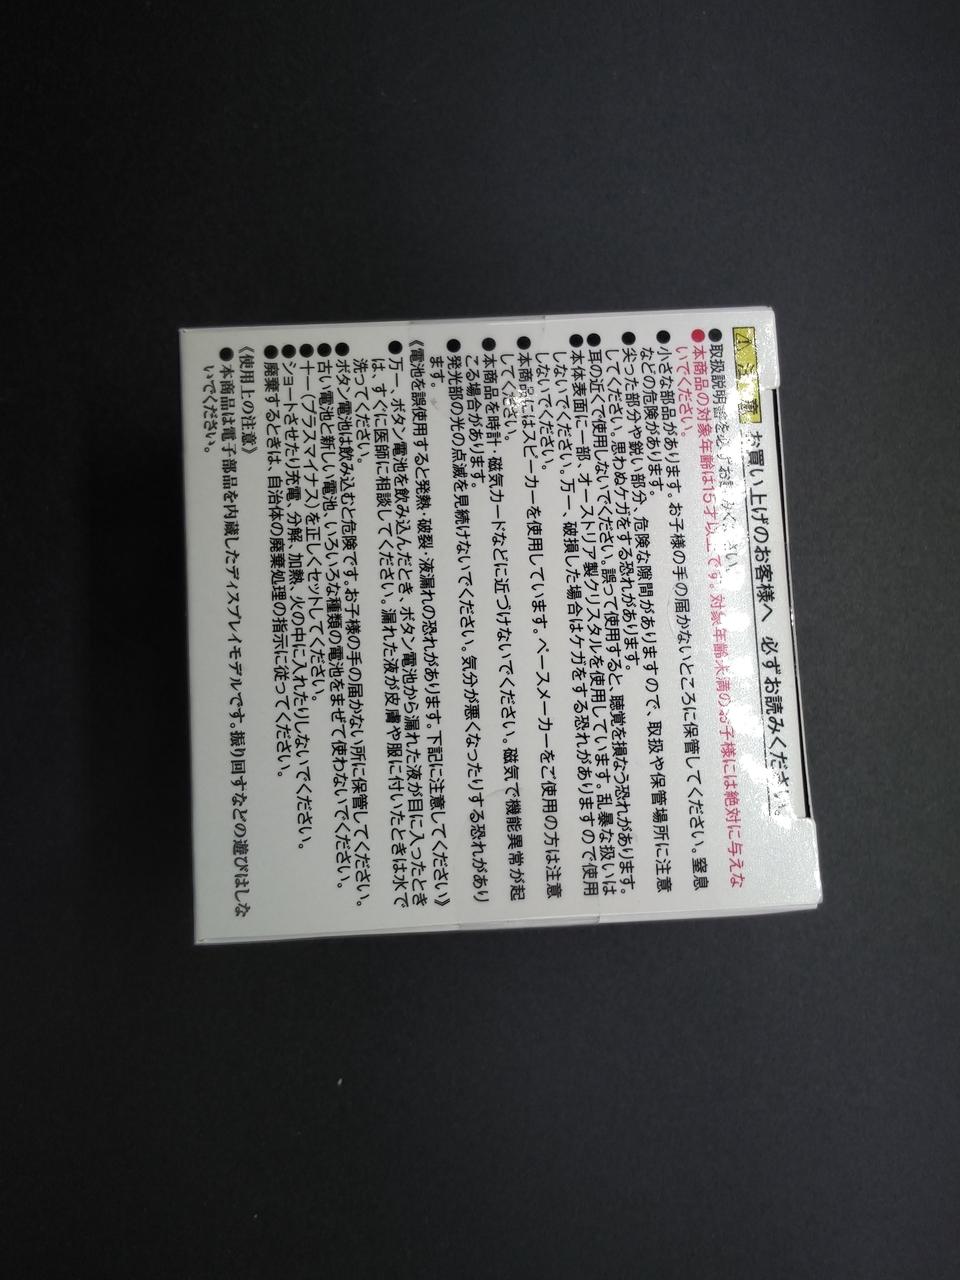 ⚠注意 お買い上げのお客様へ 必ずお読みください。
●取扱説明書を必ずお読みください。
●本商品の対象年齢は15才以上です。対象年齢未満のお子様には絶対に与えな
いでください。
●小さな部品があります。お子様の手の届かないところに保管してください。窒息
などの危険があります。
●尖った部分や鋭い部分、危険な隙間がありますので、取扱や保管場所に注意
してください。思わぬケガをする恐れがあります。
●耳の近くで使用しないでください。誤って使用すると、聴覚を損なう恐れがあります。
●本体表面に一部、オーストリア製クリスタルを使用しています。乱暴な扱いは
しないでください。万一、破損した場合はケガをする恐れがありますので使用
しないでください。
●本商品にはスピーカーを使用しています。ペースメーカーをご使用の方は注意
してください。
●本商品を時計・磁気カードなどに近づけないでください。磁気で機能異常が起
こる場合があります。
●発光部の光の点滅を見続けないでください。気分が悪くなったりする恐れがあり
ます。
《電池を誤使用すると発熱・破裂・液漏の恐れがあります。下記に注意してください》
●万一、ボタン電池を飲み込んだとき、ボタン電池から漏れた液が目に入ったとき
は、すぐに医師に相談してください。漏れた液が皮膚や服に付いたときは水で
洗ってください。
●ボタン電池は飲み込むと危険です。お子様の手の届かない所に保管してください。
●古い電池と新しい電池、いろいろな種類の電池をまぜて使わないでください。
●＋－(プラスマイナス)を正しくセットしてください。
●ショートさせたり充電、分解、加熱、火の中に入れたりしないでください。
●廃棄するときは、自治体の廃棄処理の指示に従ってください。
《使用上の注意》
●本商品は電子部品を内蔵したディスプレイモデルです。振り回すなどの遊びはしな
いでください。